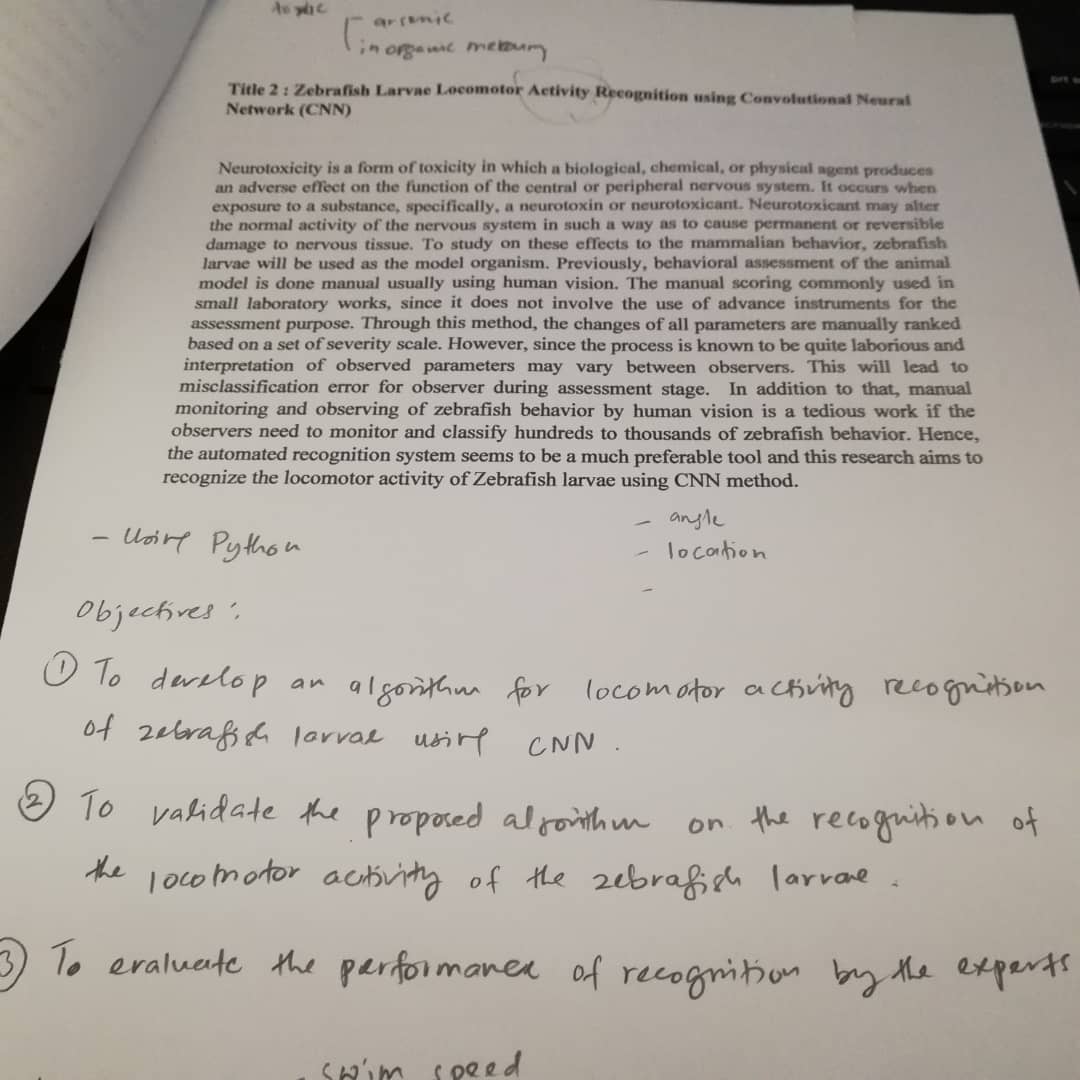 toxic
arsenic
inorganic mercury
Title 2 : Zebrafish Larvae Locomotor Activity Recognition using Convolutional Neural
Network (CNN)
Neurotoxicity is a form of toxicity in which a biological, chemical, or physical agent produces
an adverse effect on the function of the central or peripheral nervous system. It occurs when
exposure to a substance, specifically, a neurotoxin or neurotoxicant. Neurotoxicant may alter
the normal activity of the nervous system in such a way as to cause permanent or reversible
damage to nervous tissue. To study on these effects to the mammalian behavior, zebrafish
larvae will be used as the model organism. Previously, behavioral assessment of the animal
model is done manual usually using human vision. The manual scoring commonly used in
small laboratory works, since it does not involve the use of advance instruments for the
assessment purpose. Through this method, the changes of all parameters are manually ranked
based on a set of severity scale. However, since the process is known to be quite laborious and
interpretation of observed parameters may vary between observers. This will lead to
misclassification error for observer during assessment stage. In addition to that, manual
monitoring and observing of zebrafish behavior by human vision is a tedious work if the
observers need to monitor and classify hundreds to thousands of zebrafish behavior. Hence,
the automated recognition system seems to be a much preferable tool and this research aims to
recognize the locomotor activity of Zebrafish larvae using CNN method.
- angle
- Using Python
- location
-
Objectives :
① To develop an algorithm for locomotor activity recognition
of zebrafish larvae using CNN .
② To validate the proposed algorithm on the recognition of
the locomotor activity of the zebrafish larvae .
3) To evaluate the performance of recognition by the experts
- swim speed